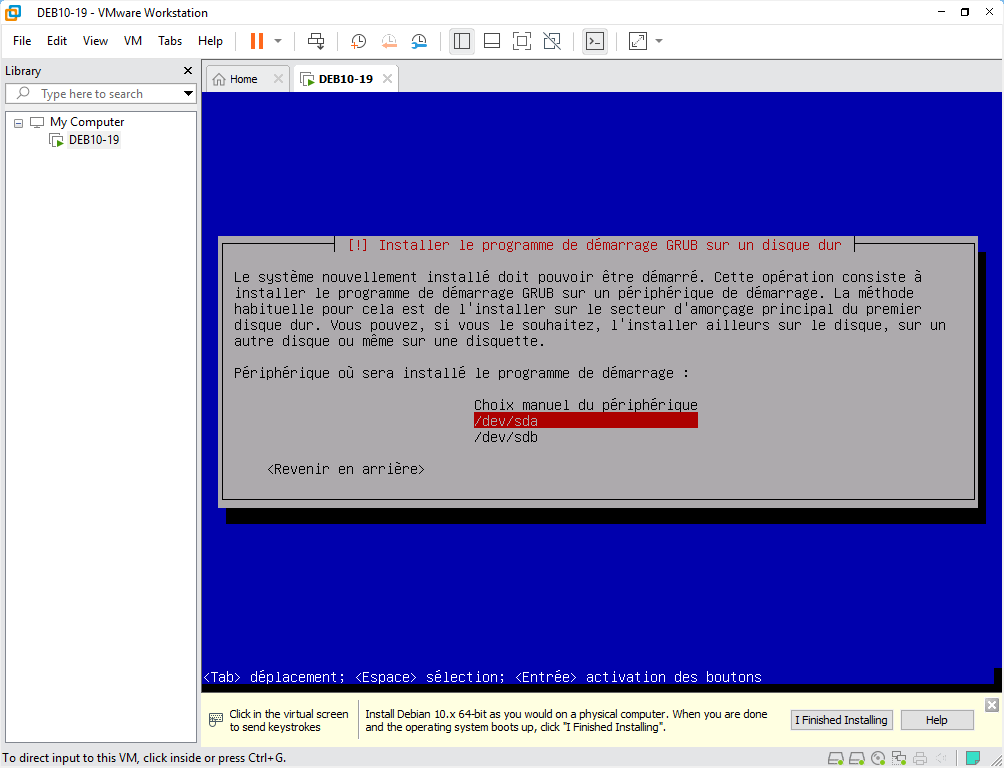 DEB10-19 - VMware Workstation
File Edit View VM Tabs Help
Library
Type here to search
My Computer
DEB10-19
Home
DEB10-19
[!] Installer le programme de démarrage GRUB sur un disque dur
Le système nouvellement installé doit pouvoir être démarré. Cette opération consiste à
installer le programme de démarrage GRUB sur un périphérique de démarrage. La méthode
habituelle pour cela est de l'installer sur le secteur d'amorçage principal du premier
disque dur. Vous pouvez, si vous le souhaitez, l'installer ailleurs sur le disque, sur un
autre disque ou même sur une disquette.
Périphérique où sera installé le programme de démarrage :
Choix manuel du périphérique
/dev/sda
/dev/sdb
<Revenir en arrière>
<Tab> déplacement; <Espace> sélection; <Entrée> activation des boutons
Click in the virtual screen
to send keystrokes
Install Debian 10.x 64-bit as you would on a physical computer. When you are done
and the operating system boots up, click "I Finished Installing".
I Finished Installing
Help
To direct input to this VM, click inside or press Ctrl+G.